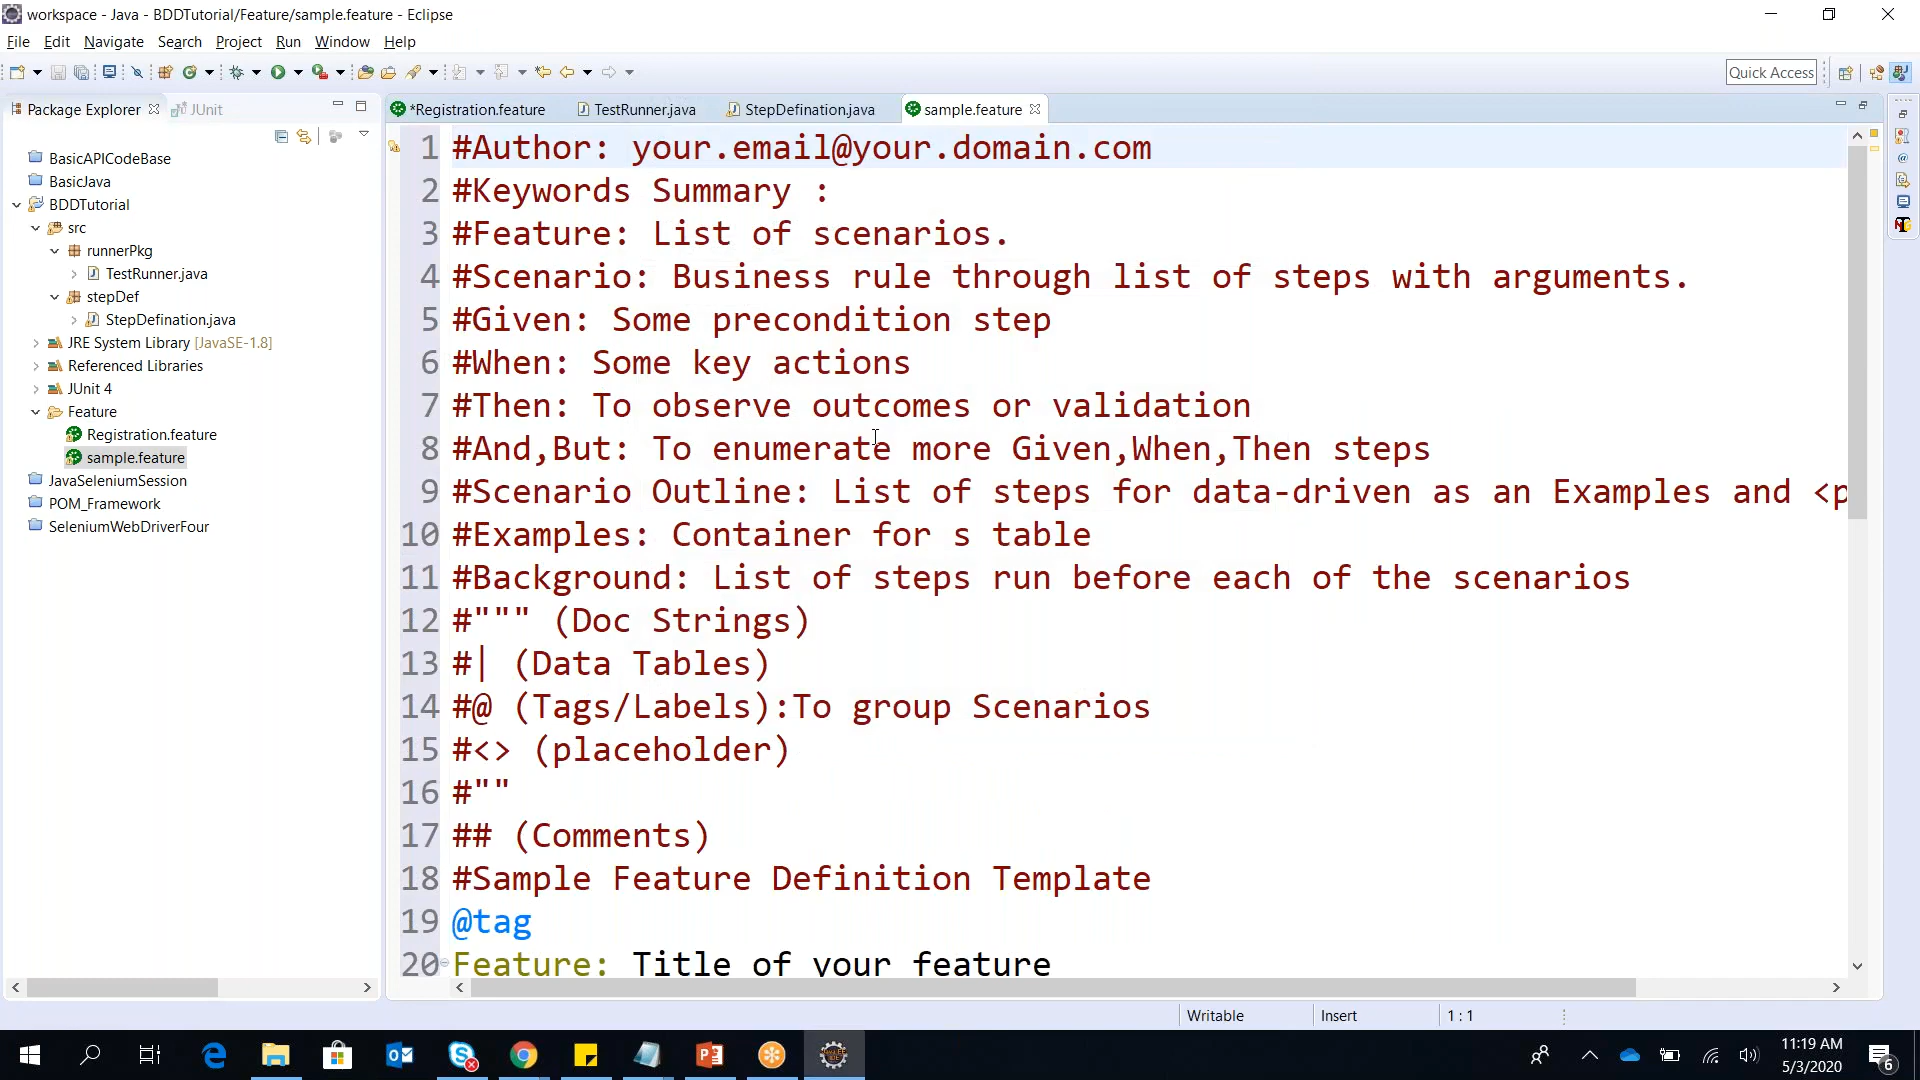 workspace - Java - BDDTutorial/Feature/sample.feature - Eclipse
File Edit Navigate Search Project Run Window Help
Quick Access
Package Explorer
JUnit
*Registration.feature
TestRunner.java
StepDefination.java
sample.feature
BasicAPICodeBase
BasicJava
BDDTutorial
src
runnerPkg
TestRunner.java
stepDef
StepDefination.java
JRE System Library [JavaSE-1.8]
Referenced Libraries
JUnit 4
Feature
Registration.feature
sample.feature
JavaSeleniumSession
POM_Framework
SeleniumWebDriverFour
1 #Author: your.email@your.domain.com
2 #Keywords Summary :
3 #Feature: List of scenarios.
4 #Scenario: Business rule through list of steps with arguments.
5 #Given: Some precondition step
6 #When: Some key actions
7 #Then: To observe outcomes or validation
8 #And,But: To enumerate more Given,When,Then steps
9 #Scenario Outline: List of steps for data-driven as an Examples and <p
10 #Examples: Container for s table
11 #Background: List of steps run before each of the scenarios
12 #""" (Doc Strings)
13 #| (Data Tables)
14 #@ (Tags/Labels):To group Scenarios
15 #<> (placeholder)
16 #""
17 ## (Comments)
18 #Sample Feature Definition Template
19 @tag
20 Feature: Title of your feature
Writable
Insert
1 : 1
11:19 AM
5/3/2020
6